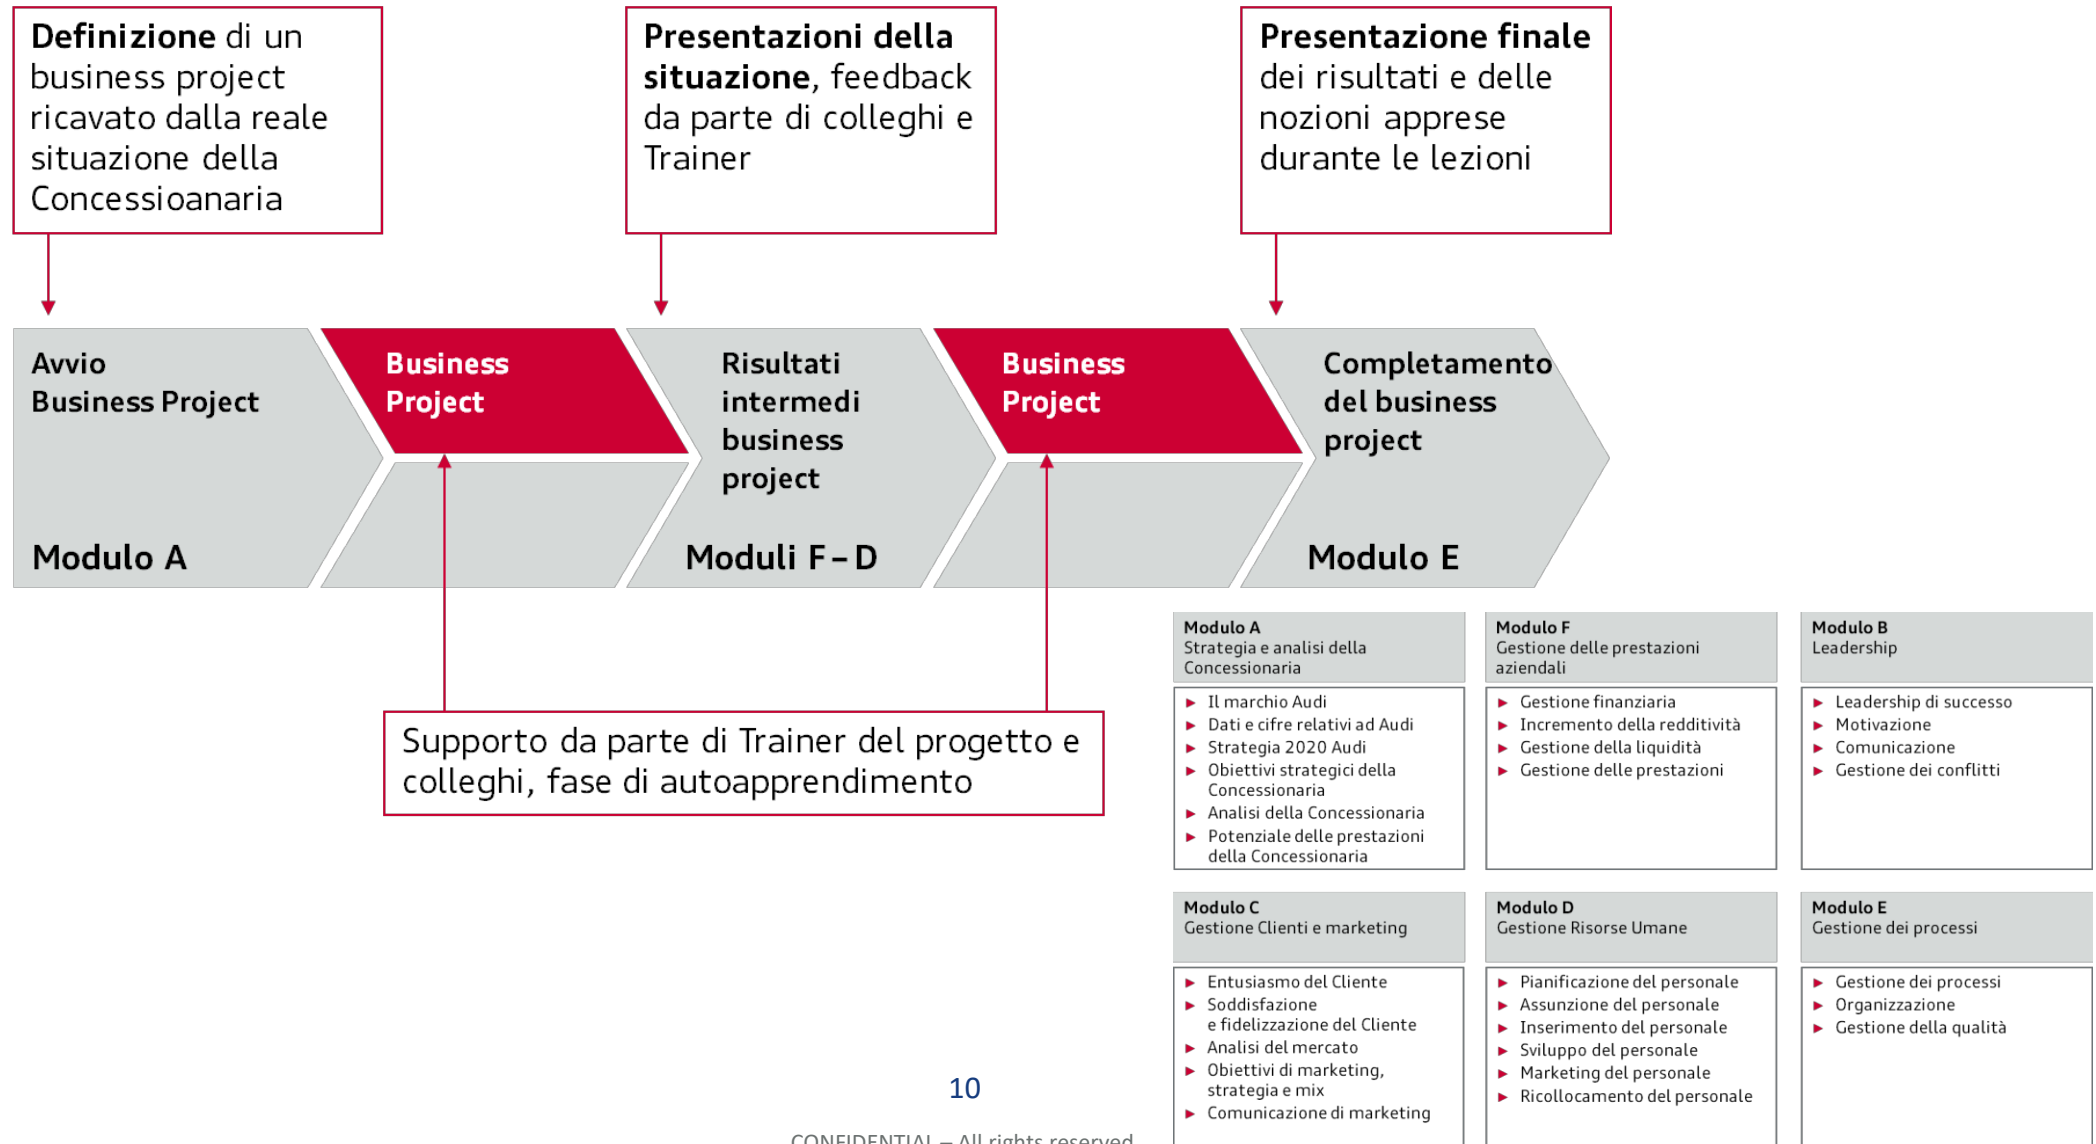 Definizione di un
business project
ricavato dalla reale
situazione della
Concessioanaria
Presentazioni della
situazione, feedback
da parte di colleghi e
Trainer
Presentazione finale
dei risultati e delle
nozioni apprese
durante le lezioni
Avvio
Business Project
Modulo A
Business
Project
Risultati
intermedi
business
project
Moduli F – D
Business
Project
Completamento
del business
project
Modulo E
Supporto da parte di Trainer del progetto e
colleghi, fase di autoapprendimento
Modulo A
Strategia e analisi della
Concessionaria
► Il marchio Audi
► Dati e cifre relativi ad Audi
► Strategia 2020 Audi
► Obiettivi strategici della
Concessionaria
► Analisi della Concessionaria
► Potenziale delle prestazioni
della Concessionaria
Modulo F
Gestione delle prestazioni
aziendali
► Gestione finanziaria
► Incremento della redditività
► Gestione della liquidità
► Gestione delle prestazioni
Modulo B
Leadership
► Leadership di successo
► Motivazione
► Comunicazione
► Gestione dei conflitti
Modulo C
Gestione Clienti e marketing
► Entusiasmo del Cliente
► Soddisfazione
e fidelizzazione del Cliente
► Analisi del mercato
► Obiettivi di marketing,
strategia e mix
► Comunicazione di marketing
Modulo D
Gestione Risorse Umane
► Pianificazione del personale
► Assunzione del personale
► Inserimento del personale
► Sviluppo del personale
► Marketing del personale
► Ricollocamento del personale
Modulo E
Gestione dei processi
► Gestione dei processi
► Organizzazione
► Gestione della qualità
10
CONFIDENTIAL – All rights reserved